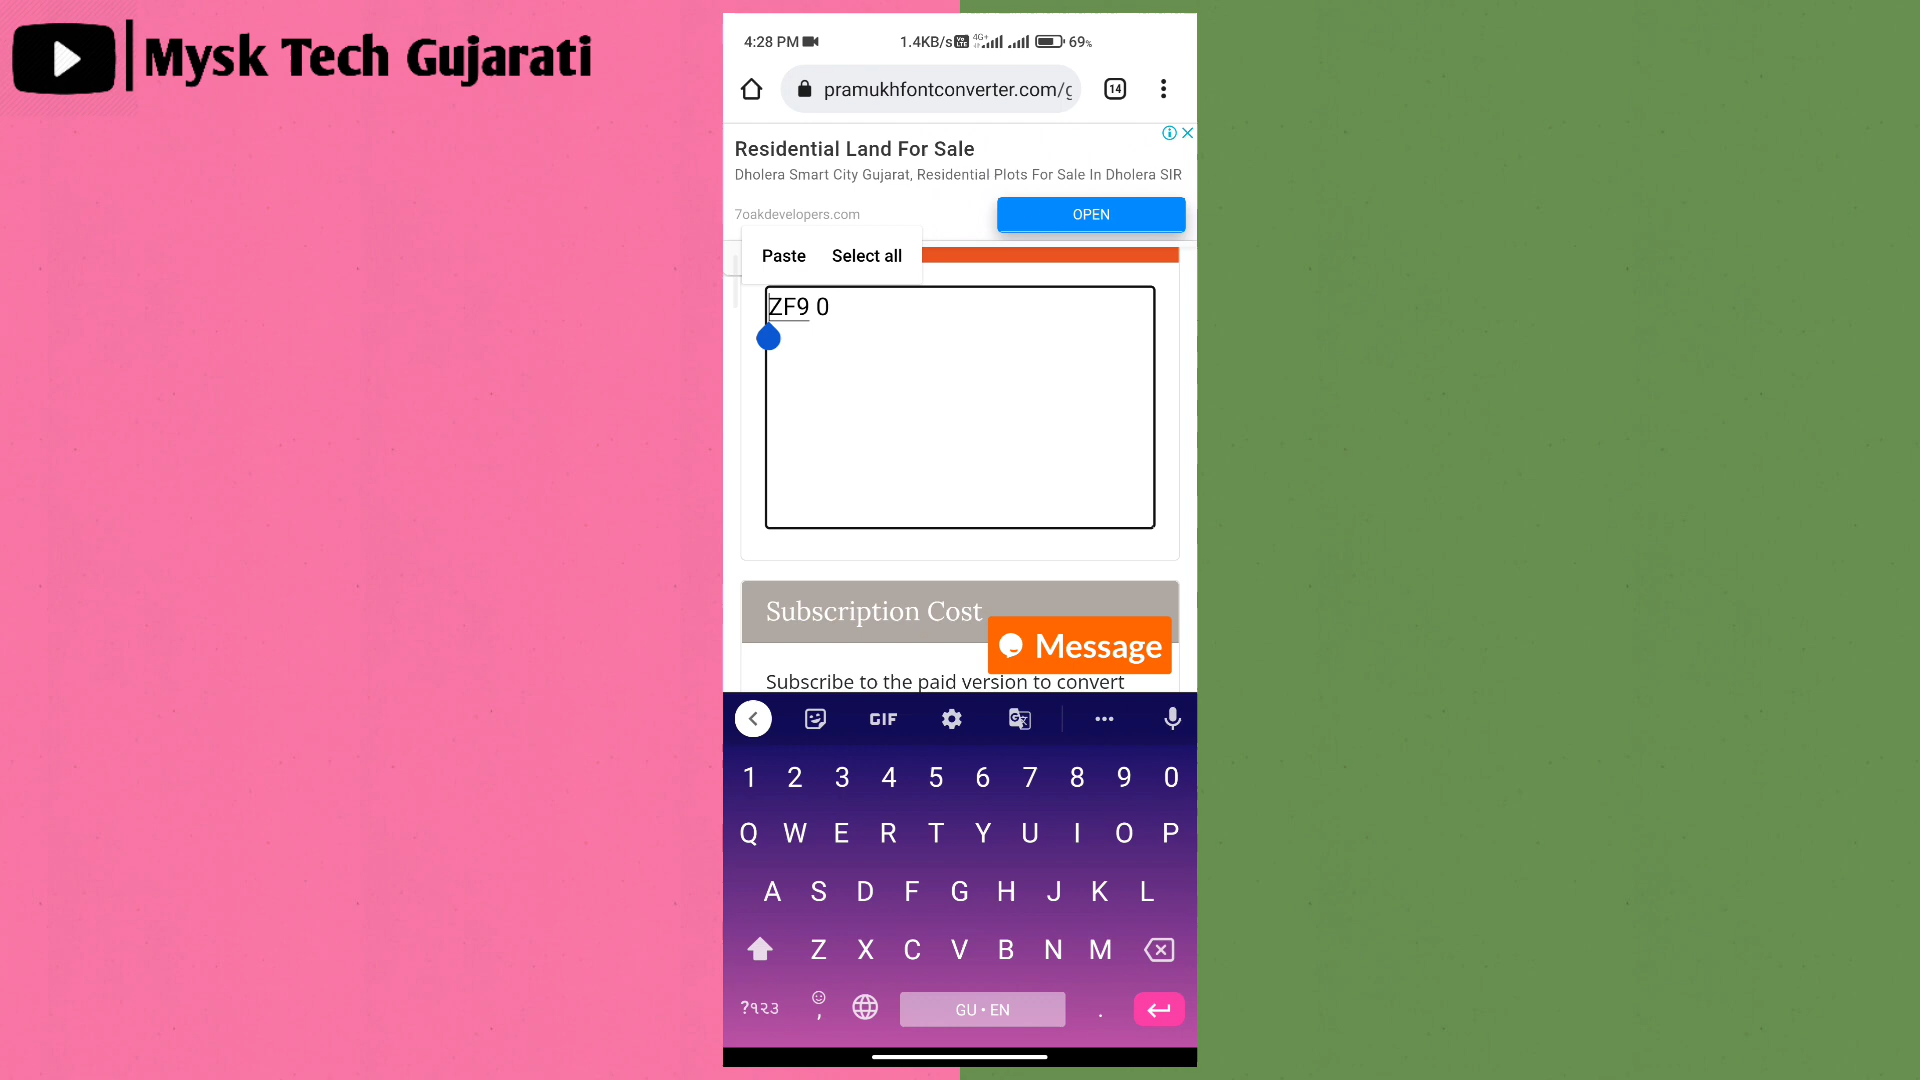 Mysk Tech Gujarati
4:28 PM 1.4KB/s Vo LTE 4G+ 69%
pramukhfontconverter.com/g 14
Residential Land For Sale
Dholera Smart City Gujarat, Residential Plots For Sale In Dholera SIR
7oakdevelopers.com OPEN
Paste Select all
ZF9 0
Subscription Cost
Message
Subscribe to the paid version to convert
GIF
1 2 3 4 5 6 7 8 9 0
Q W E R T Y U I O P
A S D F G H J K L
Z X C V B N M
?૧૨૩ , GU • EN .